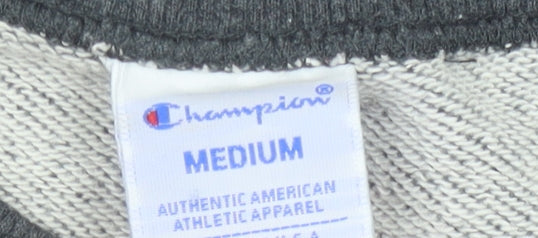 Champion®
MEDIUM
AUTHENTIC AMERICAN
ATHLETIC APPAREL